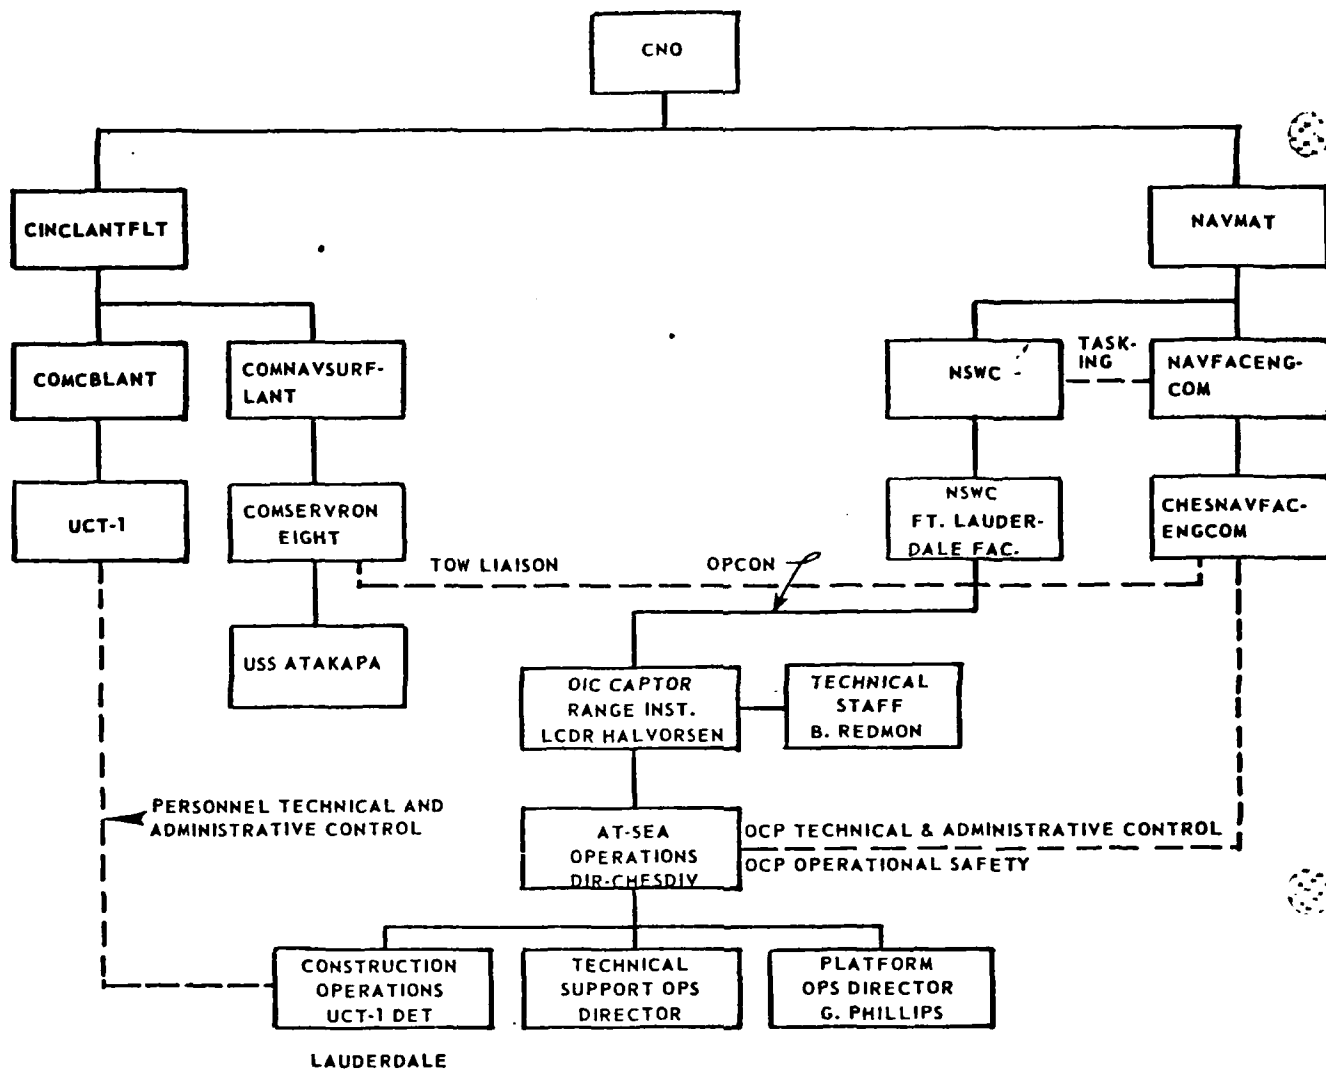 CNO
CINCLANTFLT
NAVMAT
COMCBLANT
COMNAVSURF-
LANT
NSWC
TASK-
ING
NAVFACENG-
COM
UCT-1
COMSERVRON
EIGHT
NSWC
FT. LAUDER-
DALE FAC.
CHESNAVFAC-
ENGCOM
TOW LIAISON
OPCON
USS ATAKAPA
OIC CAPTOR
RANGE INST.
LCDR HALVORSEN
TECHNICAL
STAFF
B. REDMON
PERSONNEL TECHNICAL AND
ADMINISTRATIVE CONTROL
AT-SEA
OPERATIONS
DIR-CHESDIV
OCP TECHNICAL & ADMINISTRATIVE CONTROL
OCP OPERATIONAL SAFETY
CONSTRUCTION
OPERATIONS
UCT-1 DET
TECHNICAL
SUPPORT OPS
DIRECTOR
PLATFORM
OPS DIRECTOR
G. PHILLIPS
LAUDERDALE